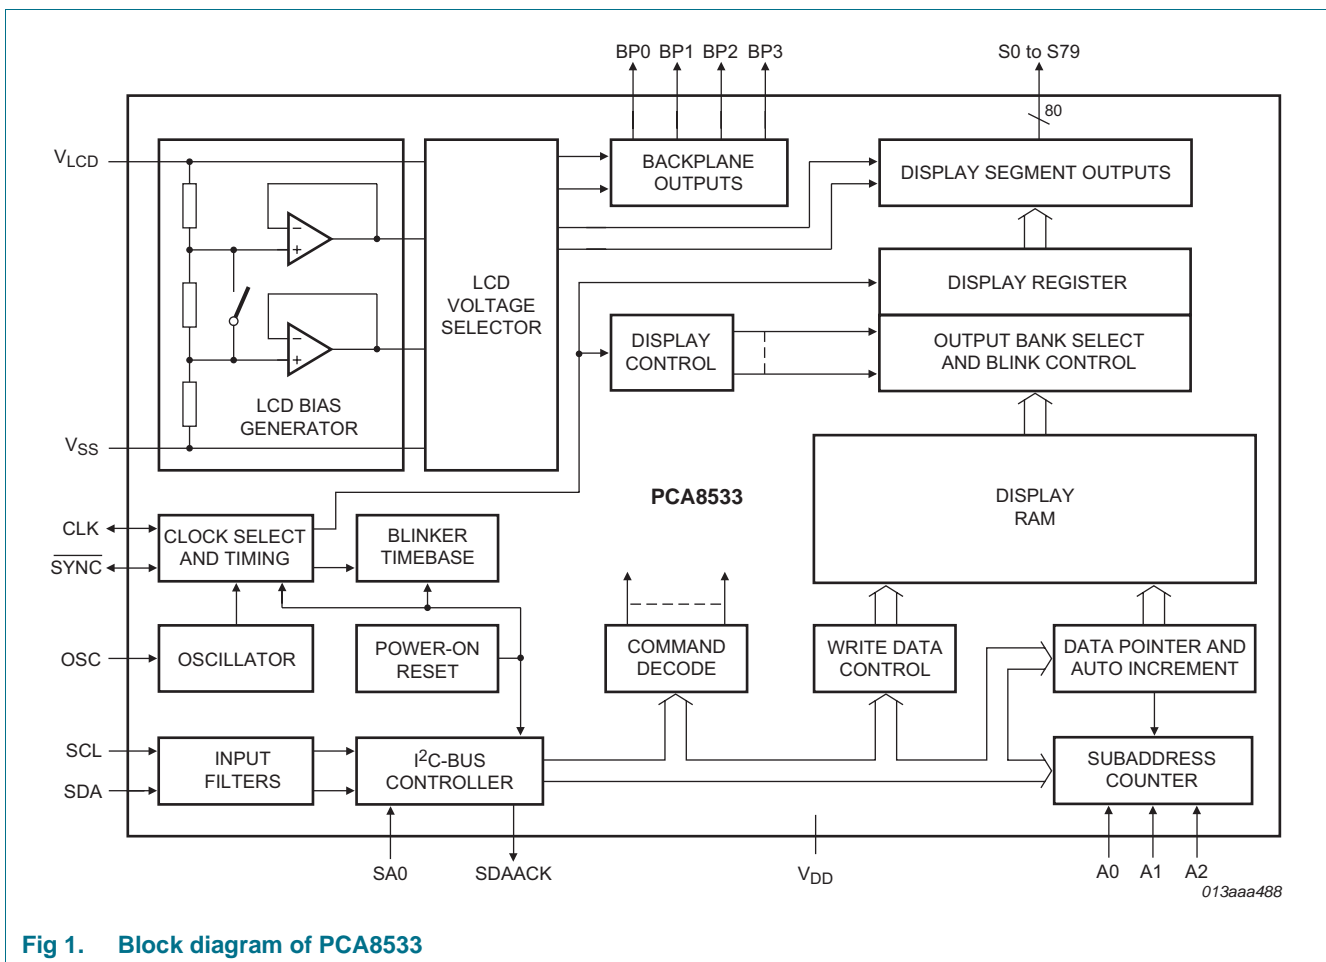 BP0 BP1 BP2 BP3
S0 to S79
80
VLCD
BACKPLANE
OUTPUTS
DISPLAY SEGMENT OUTPUTS
−
+
LCD
VOLTAGE
SELECTOR
DISPLAY REGISTER
−
+
DISPLAY
CONTROL
OUTPUT BANK SELECT
AND BLINK CONTROL
LCD BIAS
GENERATOR
VSS
PCA8533
DISPLAY
RAM
CLK
SYNC
CLOCK SELECT
AND TIMING
BLINKER
TIMEBASE
OSC
OSCILLATOR
POWER-ON
RESET
COMMAND
DECODE
WRITE DATA
CONTROL
DATA POINTER AND
AUTO INCREMENT
SCL
SDA
INPUT
FILTERS
I2C-BUS
CONTROLLER
SUBADDRESS
COUNTER
SA0
SDAACK
VDD
A0 A1 A2
013aaa488
Fig 1. Block diagram of PCA8533